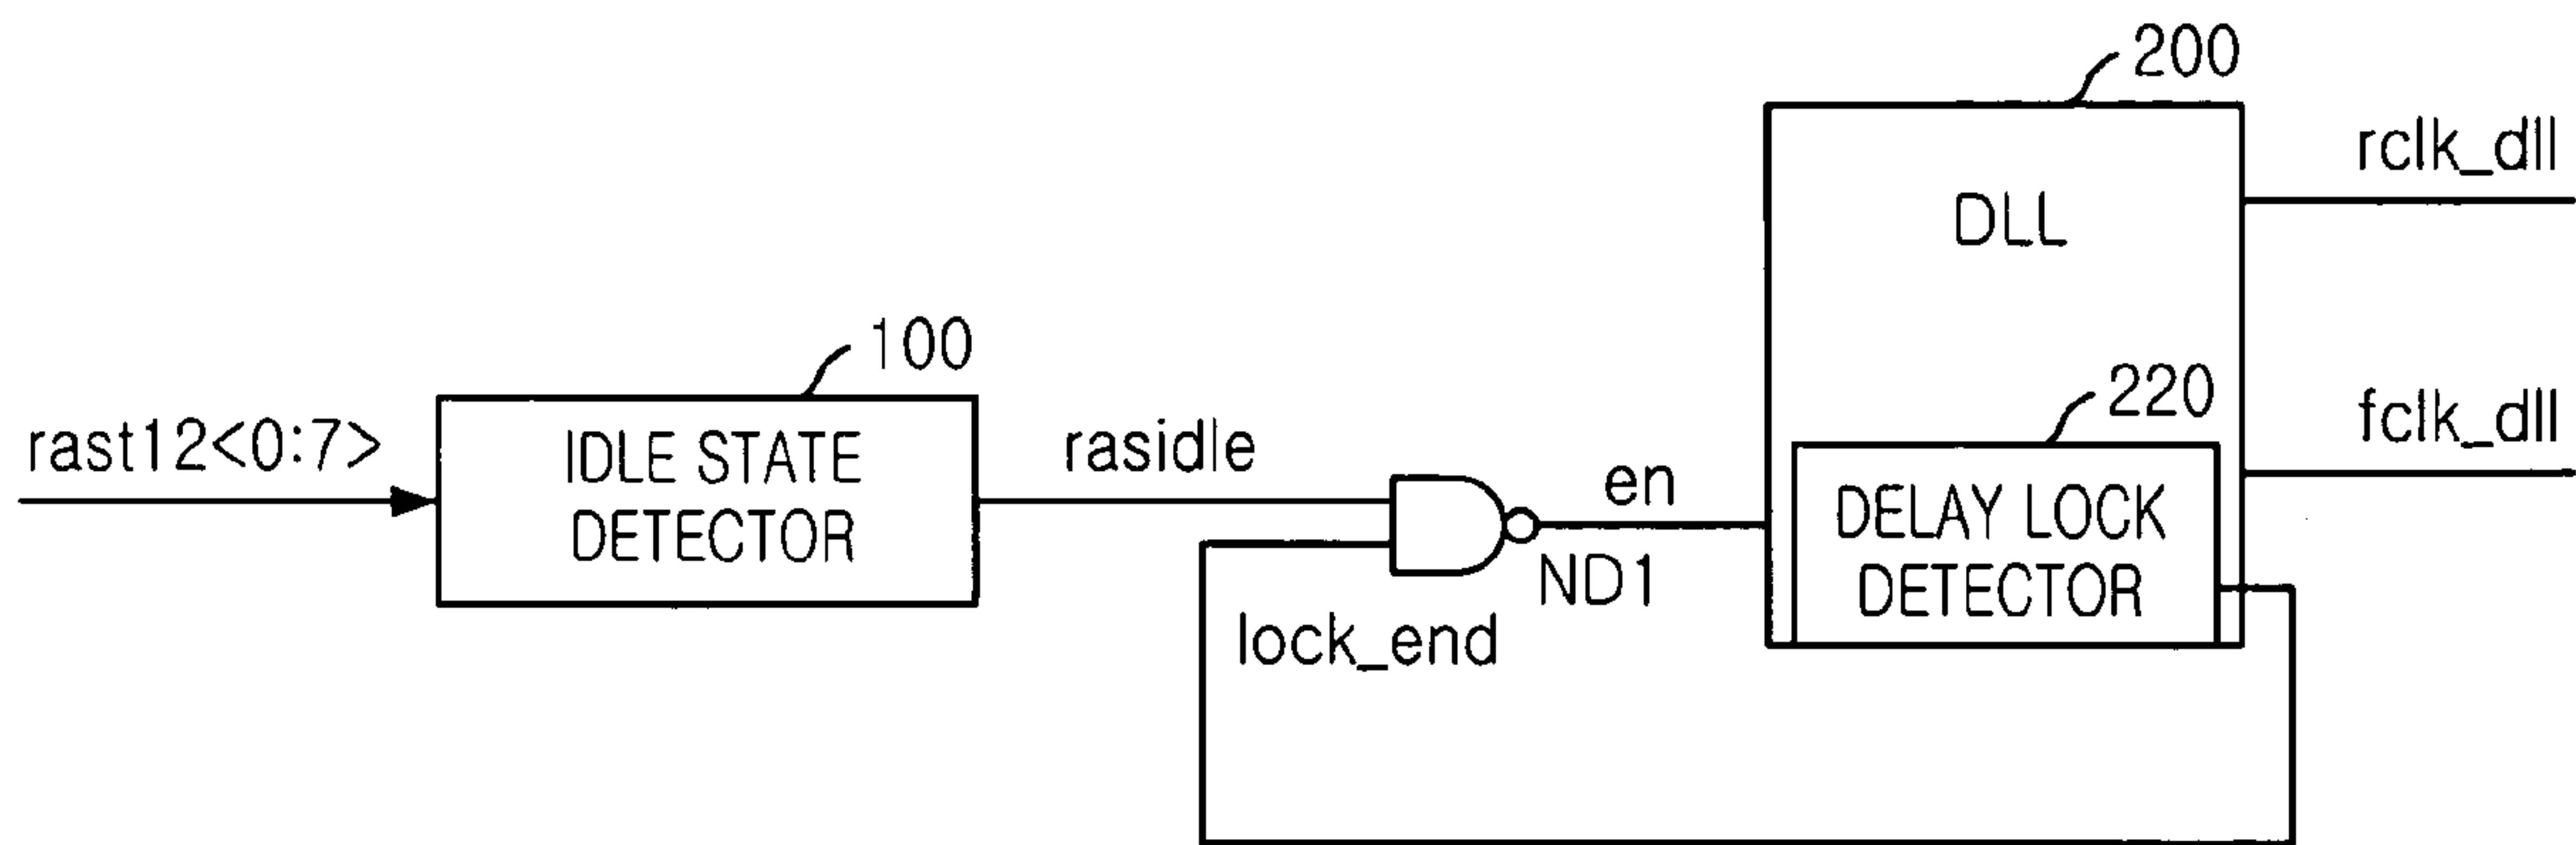 200
rclk_dll
DLL
100
220
rast12<0:7>
IDLE STATE
DETECTOR
rasidle
en
fclk_dll
DELAY LOCK
DETECTOR
ND1
lock_end